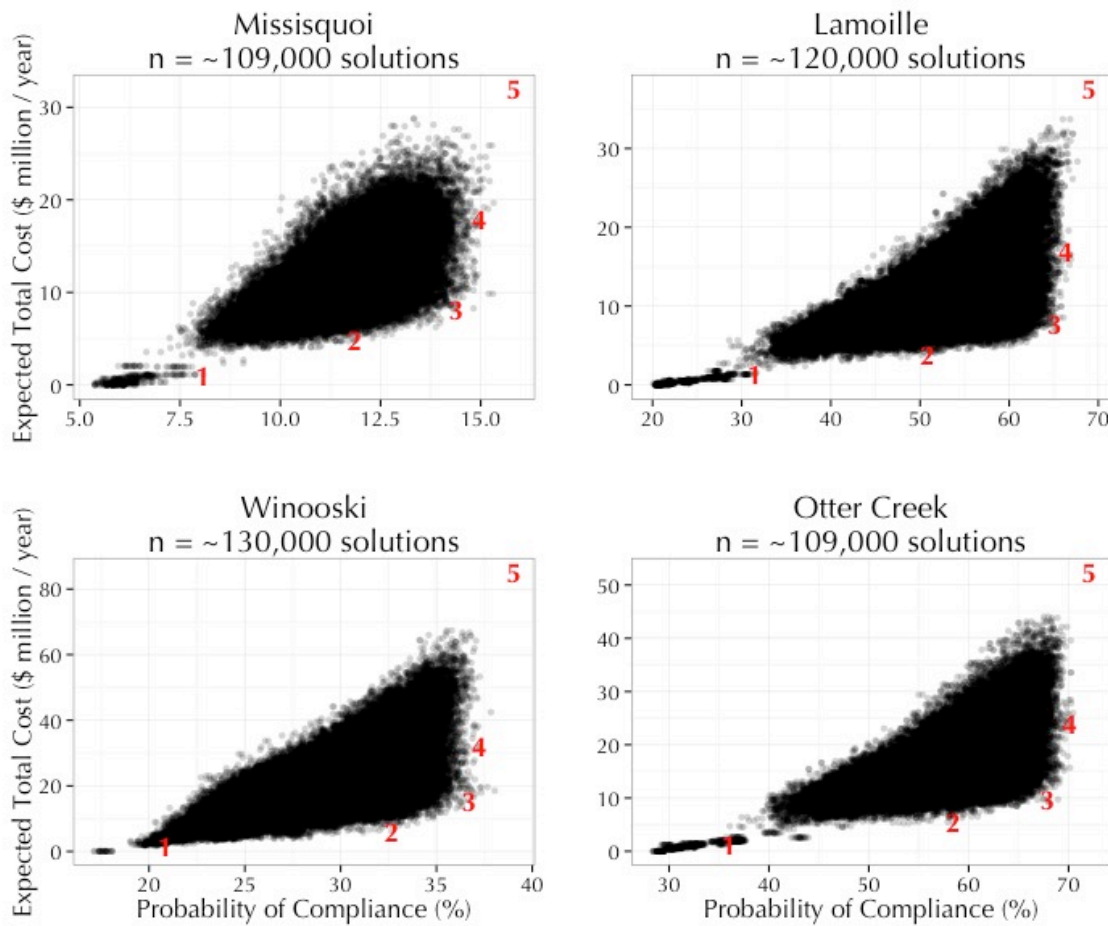 Missisquoi
n = ~109,000 solutions
Expected Total Cost ($ million / year)
30
20
10
0
5.0 7.5 10.0 12.5 15.0
1
2
3
4
5
Lamoille
n = ~120,000 solutions
30
20
10
0
20 30 40 50 60 70
1
2
3
4
5
Winooski
n = ~130,000 solutions
Expected Total Cost ($ million / year)
80
60
40
20
0
20 25 30 35 40
Probability of Compliance (%)
1
2
3
4
5
Otter Creek
n = ~109,000 solutions
50
40
30
20
10
0
30 40 50 60 70
Probability of Compliance (%)
1
2
3
4
5